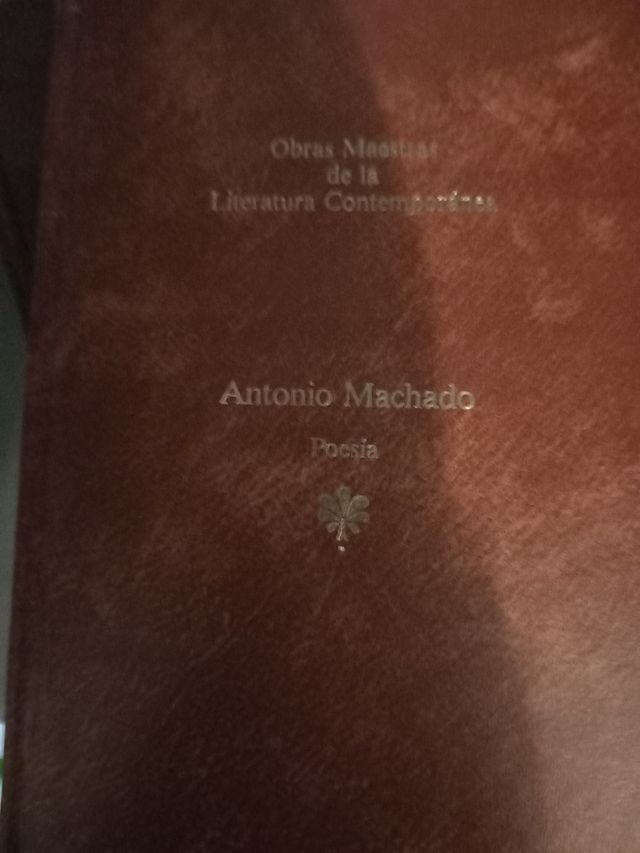 Obras Maestras
de la
Literatura Contemporánea
Antonio Machado
Poesía